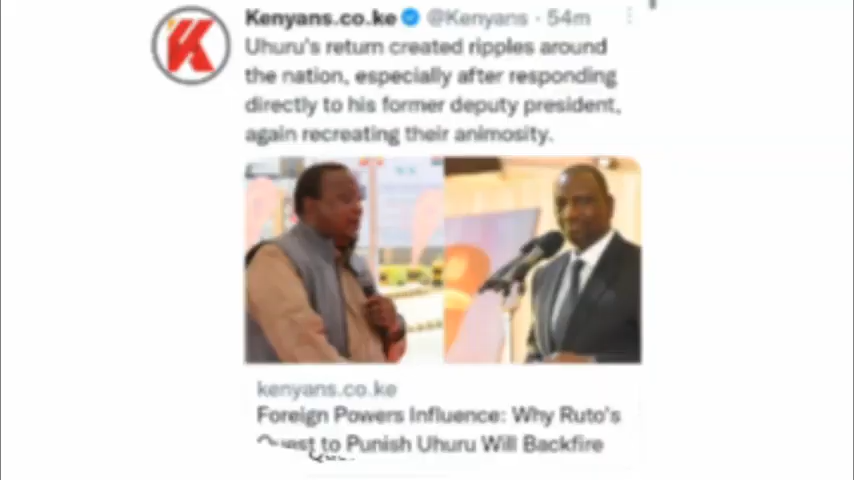 Kenyans.co.ke @Kenyans · 54m
Uhuru's return created ripples around
the nation, especially after responding
directly to his former deputy president,
again recreating their animosity.
kenyans.co.ke
Foreign Powers Influence: Why Ruto's
Quest to Punish Uhuru Will Backfire